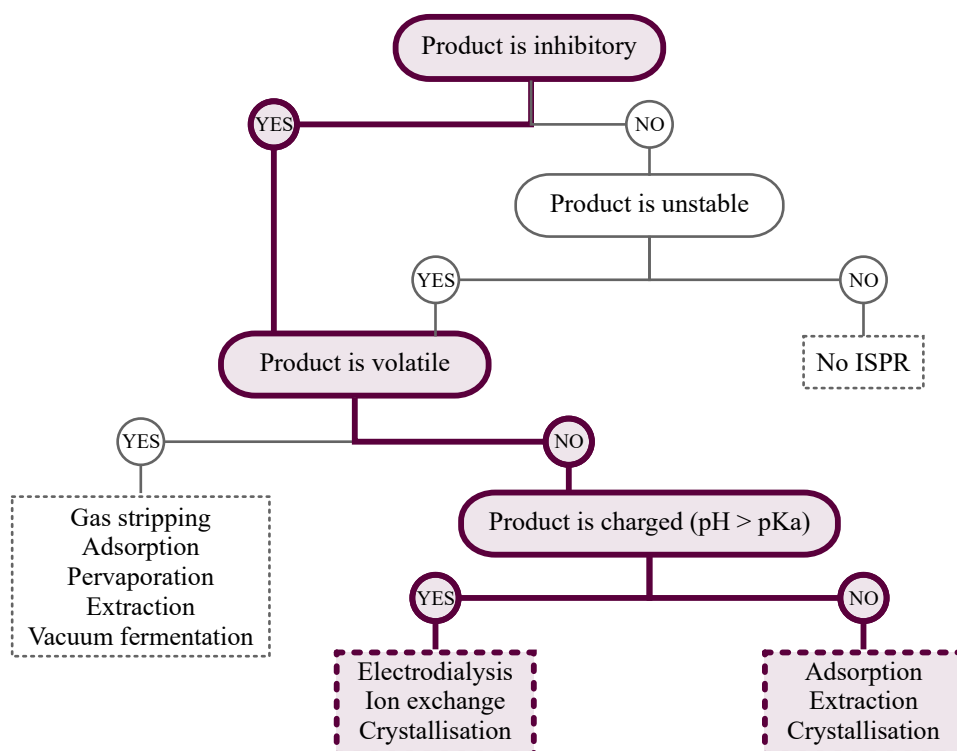 Product is inhibitory
YES
NO
Product is unstable
YES
NO
Product is volatile
No ISPR
YES
NO
Gas stripping
Adsorption
Pervaporation
Extraction
Vacuum fermentation
Product is charged (pH > pKa)
YES
NO
Electrodialysis
Ion exchange
Crystallisation
Adsorption
Extraction
Crystallisation